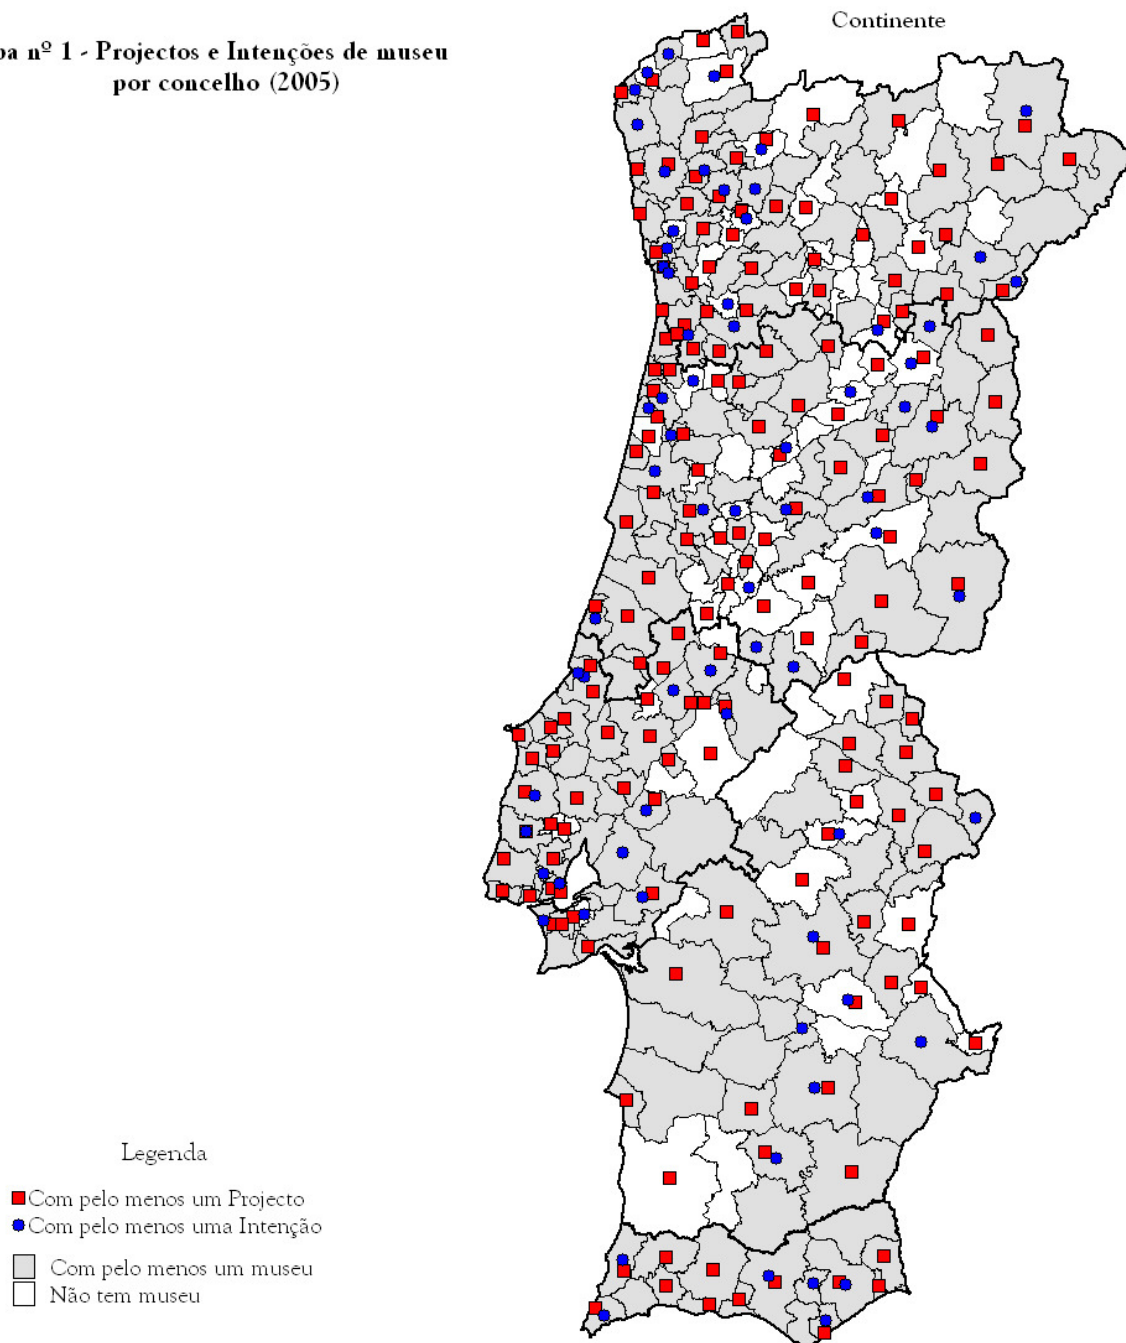 pa nº 1 - Projectos e Intenções de museu
por concelho (2005)
Continente
Legenda
Com pelo menos um Projecto
Com pelo menos uma Intenção
Com pelo menos um museu
Não tem museu